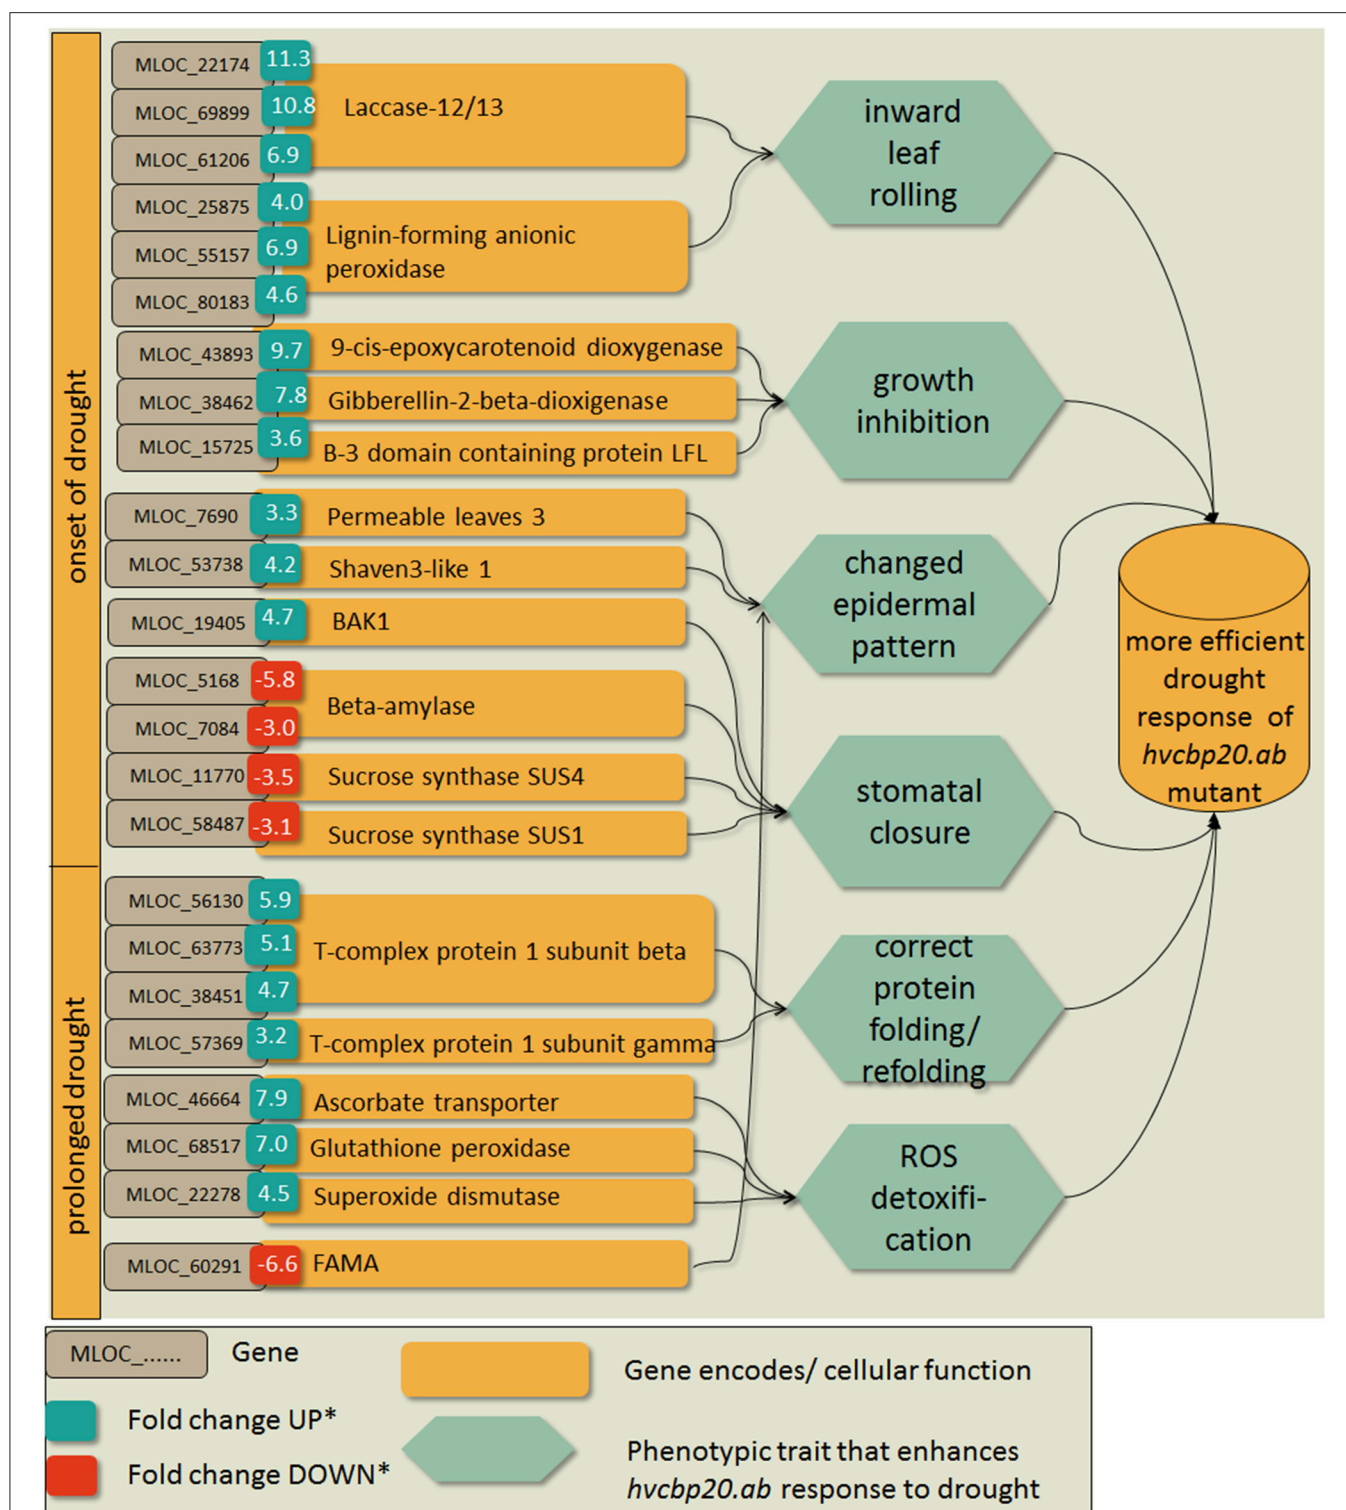 onset of drought
MLOC_22174 11.3
MLOC_69899 10.8
MLOC_61206 6.9
Laccase-12/13
MLOC_25875 4.0
MLOC_55157 6.9
MLOC_80183 4.6
Lignin-forming anionic
peroxidase
inward
leaf
rolling
MLOC_43893 9.7 9-cis-epoxycarotenoid dioxygenase
MLOC_38462 7.8 Gibberellin-2-beta-dioxigenase
MLOC_15725 3.6 B-3 domain containing protein LFL
growth
inhibition
MLOC_7690 3.3 Permeable leaves 3
MLOC_53738 4.2 Shaven3-like 1
changed
epidermal
pattern
MLOC_19405 4.7 BAK1
MLOC_5168 -5.8
MLOC_7084 -3.0
Beta-amylase
MLOC_11770 -3.5 Sucrose synthase SUS4
MLOC_58487 -3.1 Sucrose synthase SUS1
stomatal
closure
more efficient
drought
response of
hvcbp20.ab
mutant
prolonged drought
MLOC_56130 5.9
MLOC_63773 5.1
MLOC_38451 4.7
T-complex protein 1 subunit beta
MLOC_57369 3.2 T-complex protein 1 subunit gamma
correct
protein
folding/
refolding
MLOC_46664 7.9 Ascorbate transporter
MLOC_68517 7.0 Glutathione peroxidase
MLOC_22278 4.5 Superoxide dismutase
ROS
detoxifi-
cation
MLOC_60291 -6.6 FAMA
MLOC_...... Gene
Fold change UP*
Fold change DOWN*
Gene encodes/ cellular function
Phenotypic trait that enhances
hvcbp20.ab response to drought